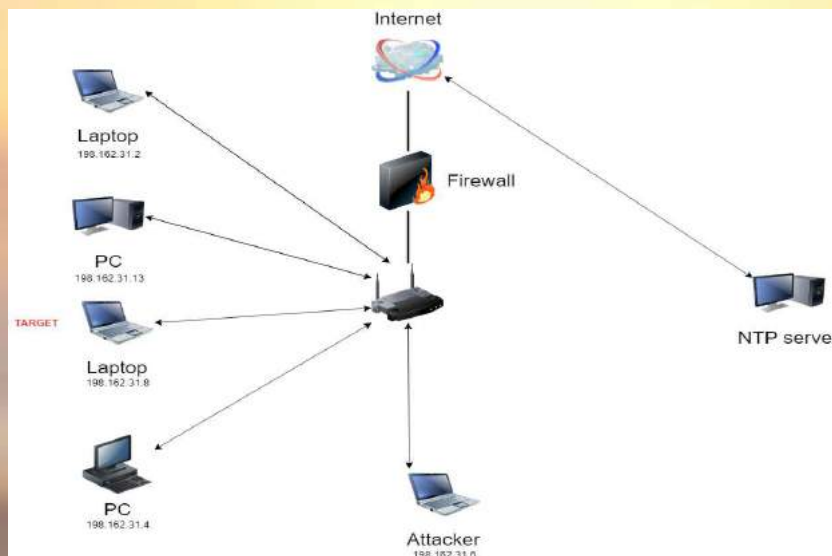 Internet
Laptop
198.162.31.2
Firewall
PC
198.162.31.13
TARGET
Laptop
198.162.31.8
NTP serve
PC
198.162.31.4
Attacker